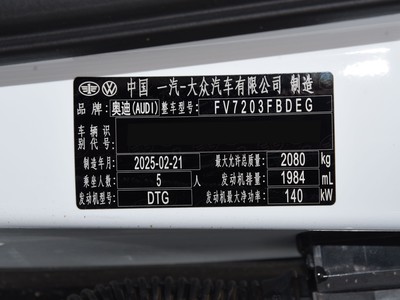 中国 一汽-大众汽车有限公司 制造
品牌: 奥迪(AUDI) 整车型号: FV7203FBDEG
车辆识别代号:
制造年月 2025-02-21 最大允许总质量 2080 kg
乘坐人数 5 人 发动机排量 1984 mL
发动机型号 DTG 发动机最大净功率 140 kW